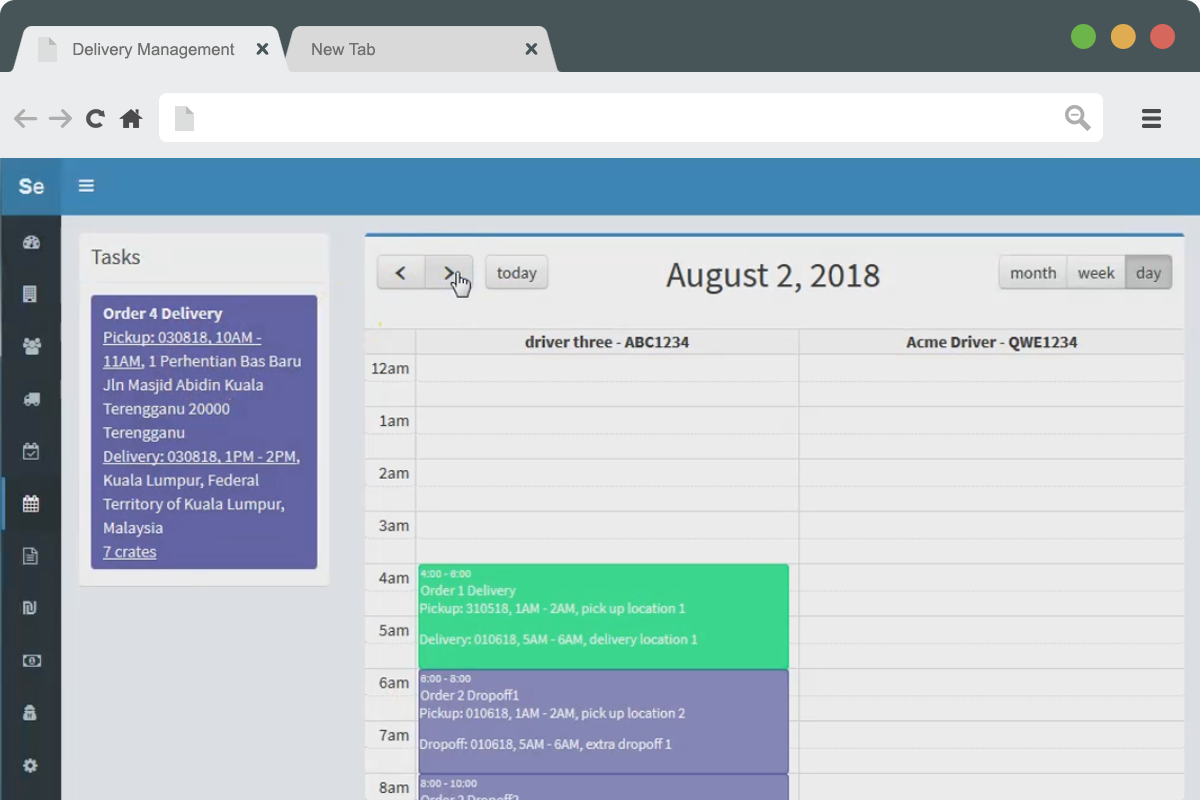 Delivery Management
New Tab
Se
Tasks
Order 4 Delivery
Pickup: 030818, 10AM -
11AM, 1 Perhentian Bas Baru
Jln Masjid Abidin Kuala
Terengganu 20000
Terengganu
Delivery: 030818, 1PM - 2PM,
Kuala Lumpur, Federal
Territory of Kuala Lumpur,
Malaysia
7 crates
today
August 2, 2018
month week day
driver three - ABC1234
Acme Driver - QWE1234
12am
1am
2am
3am
4am
4:00 - 6:00
Order 1 Delivery
Pickup: 310518, 1AM - 2AM, pick up location 1
5am
Delivery: 010618, 5AM - 6AM, delivery location 1
6am
6:00 - 8:00
Order 2 Dropoff1
Pickup: 010618, 1AM - 2AM, pick up location 2
7am
Dropoff: 010618, 5AM - 6AM, extra dropoff 1
8am
8:00 - 10:00
Order 2 Dropoff2